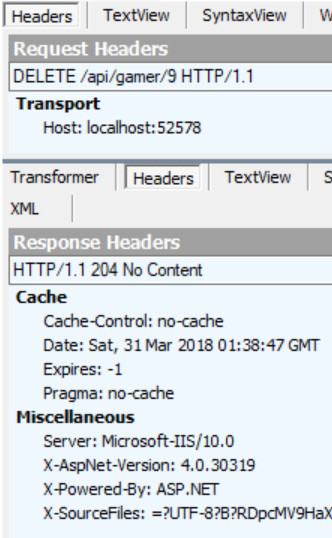 Headers TextView SyntaxView
Request Headers
DELETE /api/gamer/9 HTTP/1.1
Transport
Host: localhost:52578
Transformer Headers TextView
XML
Response Headers
HTTP/1.1 204 No Content
Cache
Cache-Control: no-cache
Date: Sat, 31 Mar 2018 01:38:47 GMT
Expires: -1
Pragma: no-cache
Miscellaneous
Server: Microsoft-IIS/10.0
X-AspNet-Version: 4.0.30319
X-Powered-By: ASP.NET
X-SourceFiles: =?UTF-8?B?RDpcMV9HaX